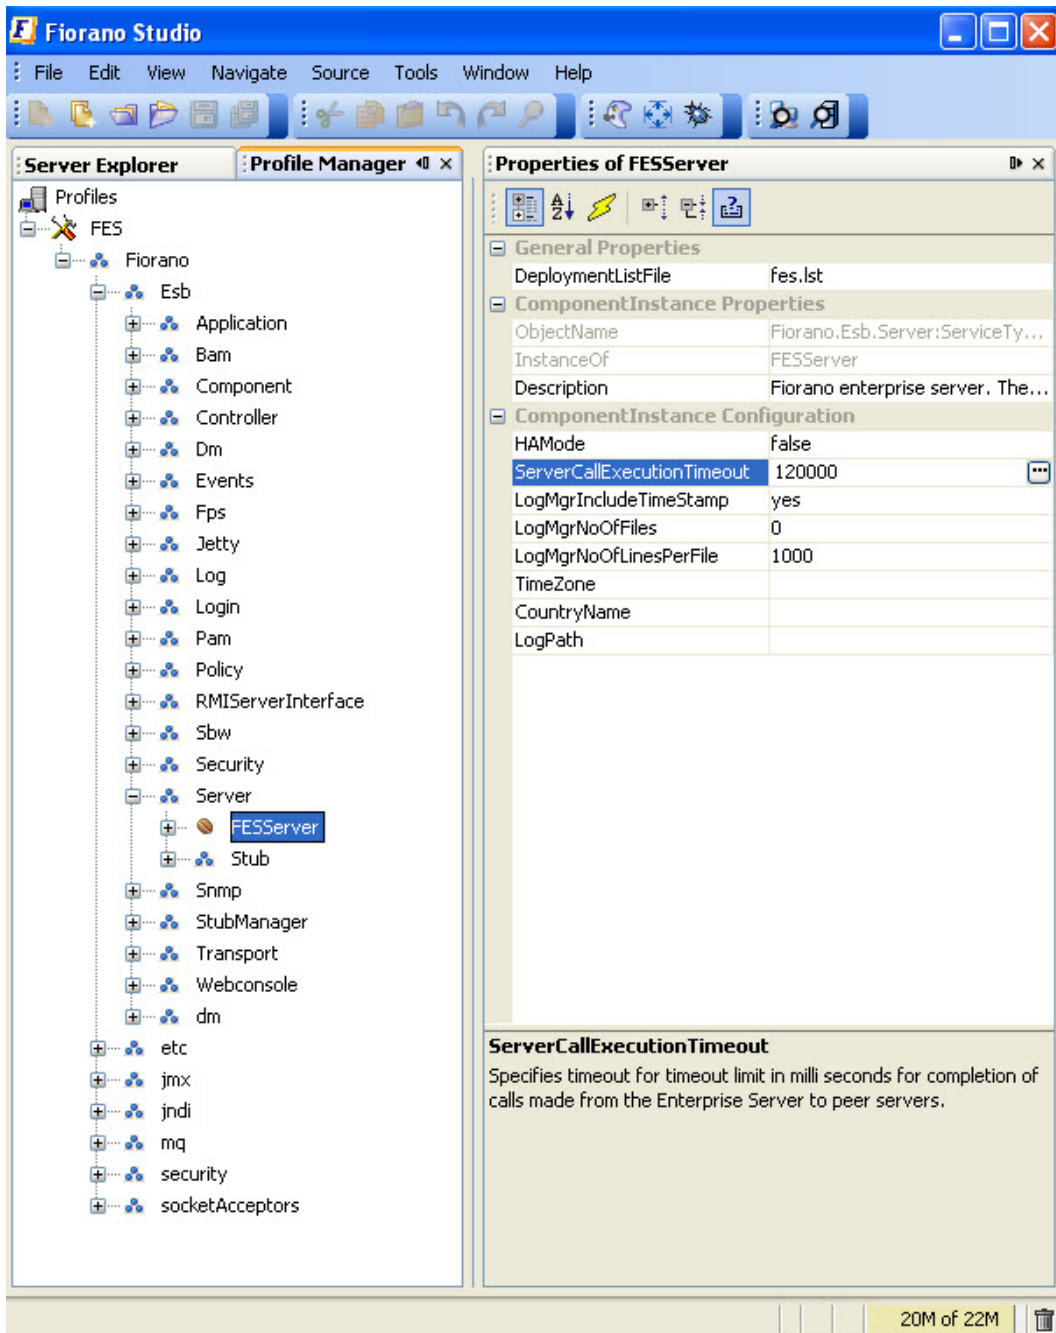 Fiorano Studio
File Edit View Navigate Source Tools Window Help
Server Explorer
Profile Manager
Profiles
FES
Fiorano
Esb
Application
Bam
Component
Controller
Dm
Events
Fps
Jetty
Log
Login
Pam
Policy
RMIServerInterface
Sbw
Security
Server
FESServer
Stub
Snmp
StubManager
Transport
Webconsole
dm
etc
jmx
jndi
mq
security
socketAcceptors
Properties of FESServer
General Properties
DeploymentListFile fes.lst
ComponentInstance Properties
ObjectName Fiorano.Esb.Server:ServiceTy...
InstanceOf FESServer
Description Fiorano enterprise server. The...
ComponentInstance Configuration
HAMode false
ServerCallExecutionTimeout 120000
LogMgrIncludeTimeStamp yes
LogMgrNoOfFiles 0
LogMgrNoOfLinesPerFile 1000
TimeZone
CountryName
LogPath
ServerCallExecutionTimeout
Specifies timeout for timeout limit in milli seconds for completion of
calls made from the Enterprise Server to peer servers.
20M of 22M